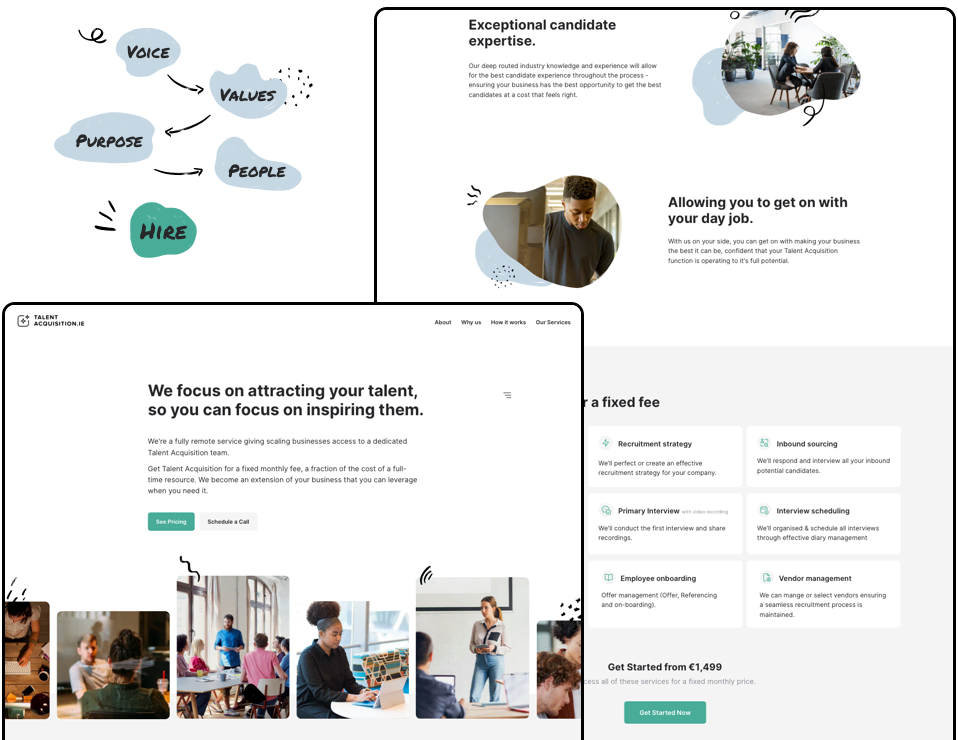 VOICE
VALUES
PURPOSE
PEOPLE
HIRE
Exceptional candidate
expertise.
Our deep routed industry knowledge and experience will allow
for the best candidate experience throughout the process -
ensuring your business has the best opportunity to get the best
candidates at a cost that feels right.
Allowing you to get on with
your day job.
With us on your side, you can get on with making your business
the best it can be, confident that your Talent Acquisition
function is operating to it's full potential.
TALENT
ACQUISITION.IE
About Why us How it works Our Services
We focus on attracting your talent,
so you can focus on inspiring them.
We're a fully remote service giving scaling businesses access to a dedicated
Talent Acquisition team.
Get Talent Acquisition for a fixed monthly fee, a fraction of the cost of a full-
time resource. We become an extension of your business that you can leverage
when you need it.
See Pricing Schedule a Call
r a fixed fee
Recruitment strategy
We'll perfect or create an effective
recruitment strategy for your company.
Inbound sourcing
We'll respond and interview all your inbound
potential candidates.
Primary Interview with video recording
We'll conduct the first interview and share
recordings.
Interview scheduling
We'll organised & schedule all interviews
through effective diary management
Employee onboarding
Offer management (Offer, Referencing
and on-boarding).
Vendor management
We can mange or select vendors ensuring
a seamless recruitment process is
maintained.
Get Started from €1,499
cess all of these services for a fixed monthly price.
Get Started Now